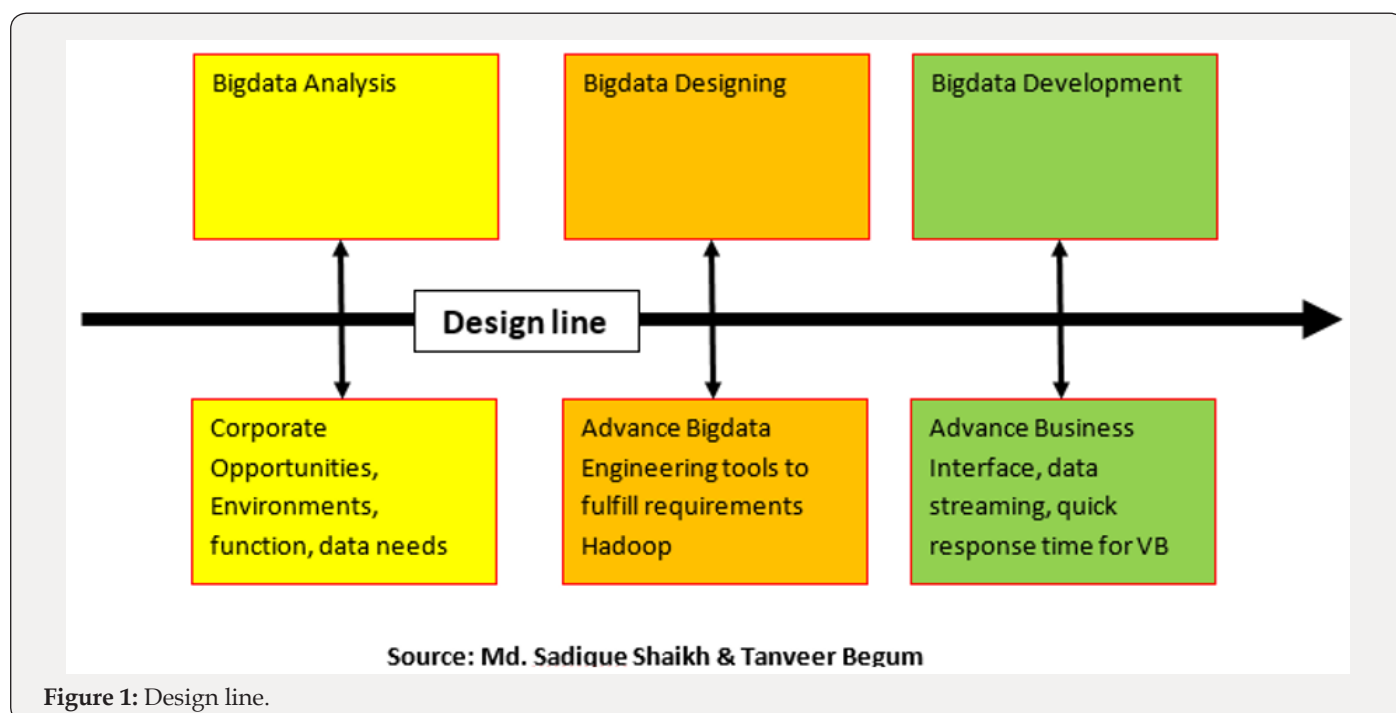 Bigdata Analysis
Bigdata Designing
Bigdata Development
Design line
Corporate
Opportunities,
Environments,
function, data needs
Advance Bigdata
Engineering tools to
fulfill requirements
Hadoop
Advance Business
Interface, data
streaming, quick
response time for VB
Source: Md. Sadique Shaikh & Tanveer Begum
Figure 1: Design line.